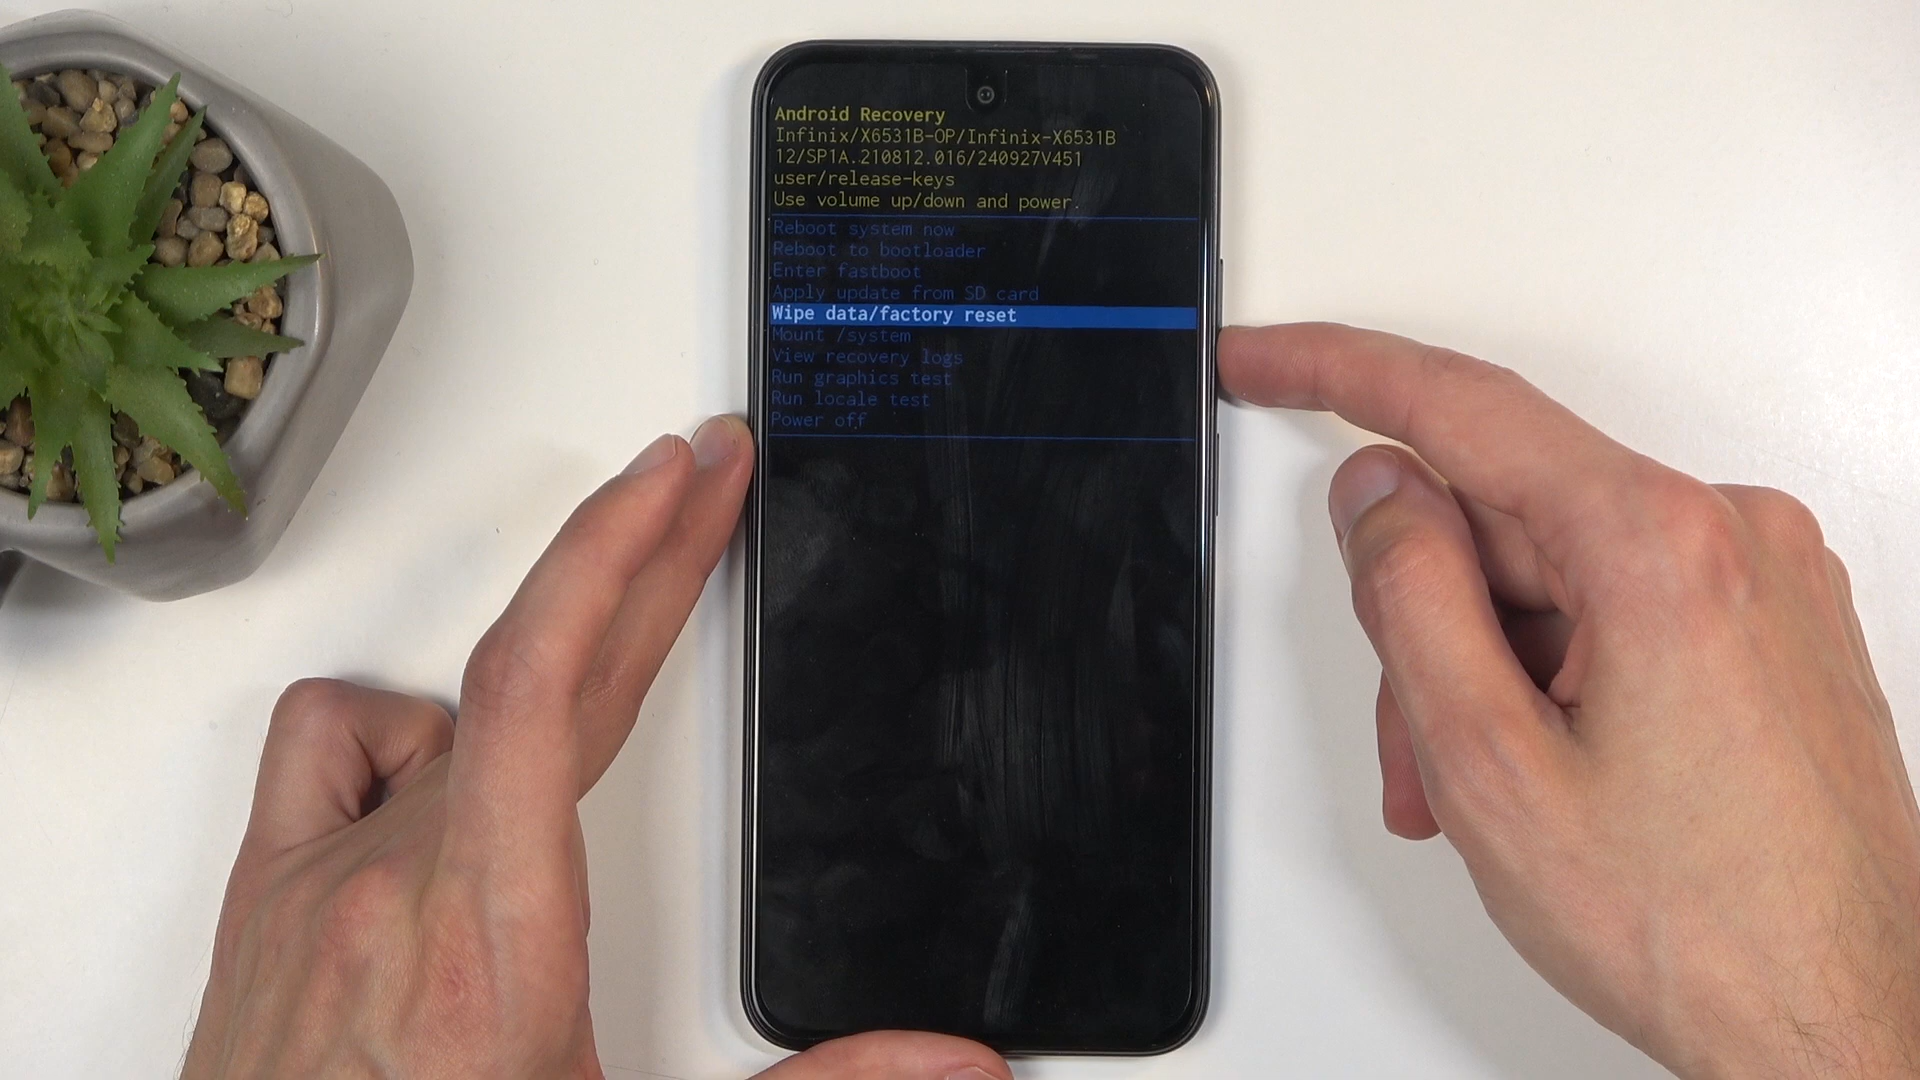 Android Recovery
Infinix/X6531B-OP/Infinix-X6531B
12/SP1A.210812.016/240927V451
user/release-keys
Use volume up/down and power.
Reboot system now
Reboot to bootloader
Enter fastboot
Apply update from SD card
Wipe data/factory reset
Mount /system
View recovery logs
Run graphics test
Run locale test
Power off